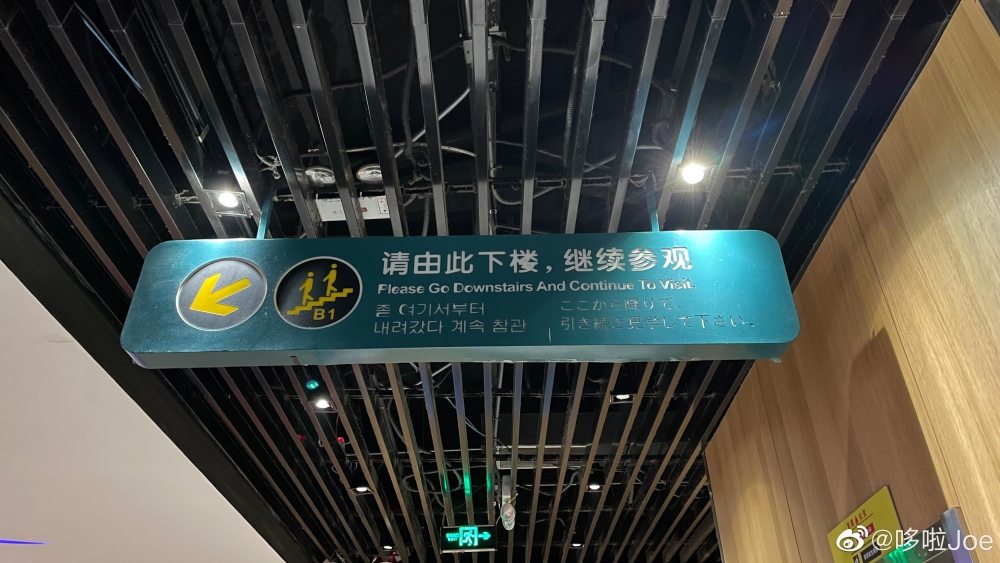 请由此下楼，继续参观
Please Go Downstairs And Continue To Visit
좀 여기서부터
内려갔다 계속 참관
ここから降りて、
引き続き見学して下さい。
B1
@哆啦Joe